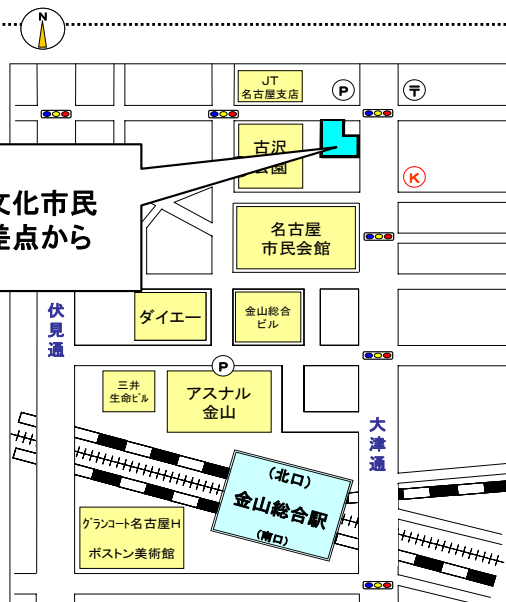 N
JT
名古屋支店
P
〒
古沢
公園
K
文化市民
差点から
名古屋
市民会館
伏見通
ダイエー
金山総合
ビル
P
三井
生命ビル
アスナル
金山
大津通
(北口)
金山総合駅
(南口)
グランコート名古屋H
ボストン美術館